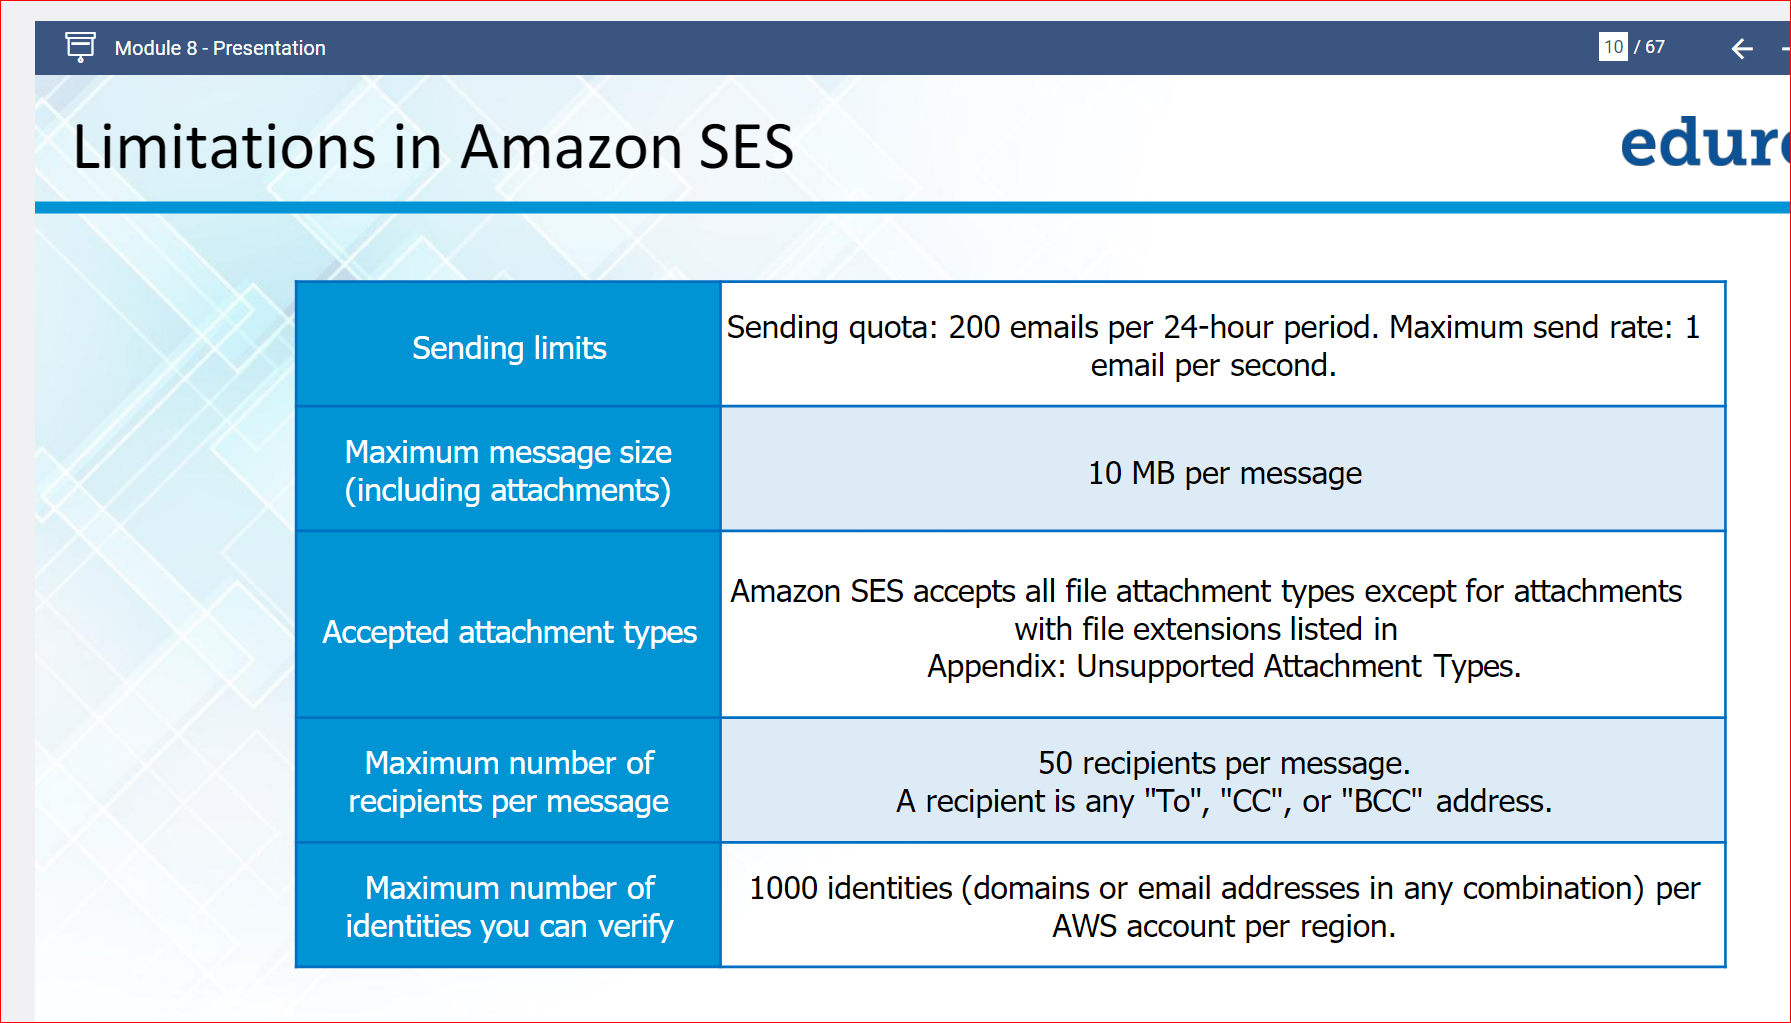 Module 8 - Presentation
10 / 67
Limitations in Amazon SES
Sending limits
Sending quota: 200 emails per 24-hour period. Maximum send rate: 1
email per second.
Maximum message size
(including attachments)
10 MB per message
Accepted attachment types
Amazon SES accepts all file attachment types except for attachments
with file extensions listed in
Appendix: Unsupported Attachment Types.
Maximum number of
recipients per message
50 recipients per message.
A recipient is any "To", "CC", or "BCC" address.
Maximum number of
identities you can verify
1000 identities (domains or email addresses in any combination) per
AWS account per region.